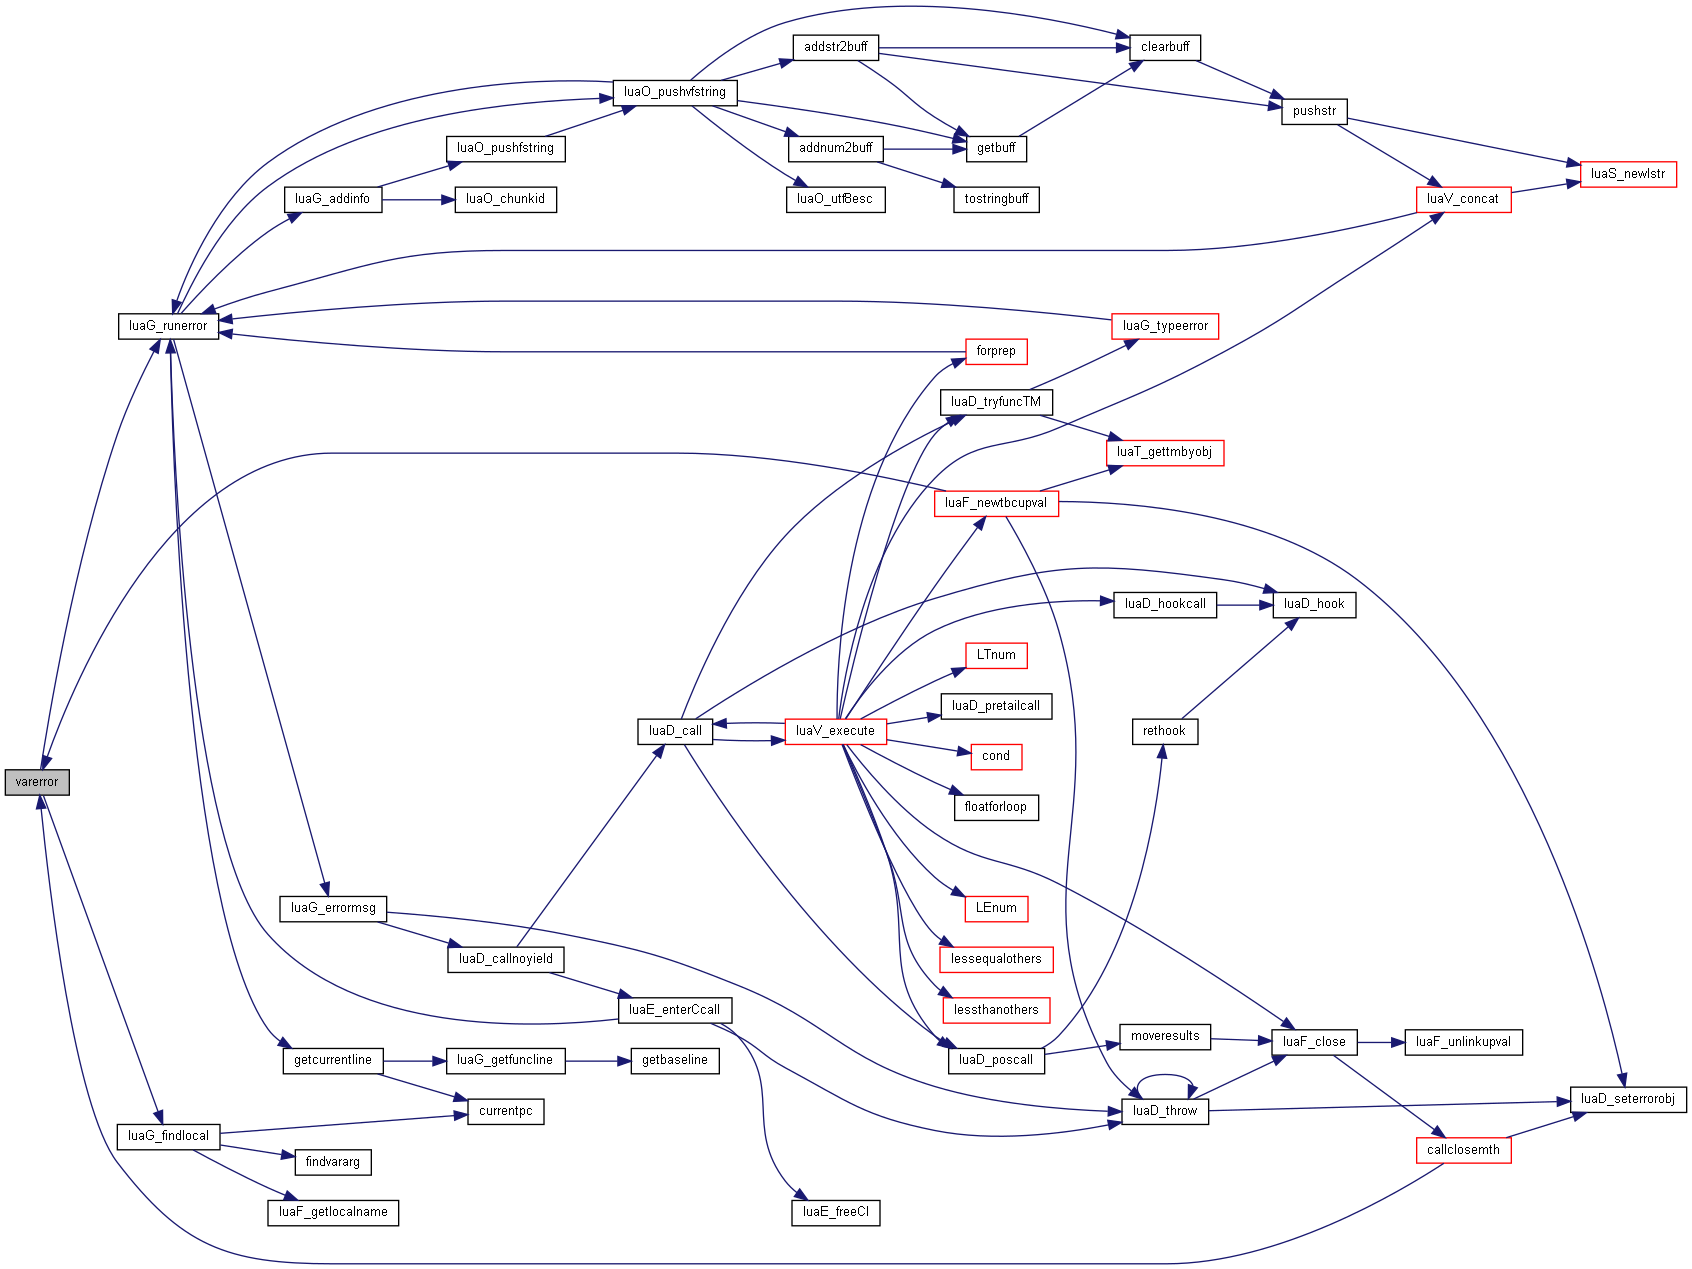 addstr2buff
clearbuff
luaO_pushvfstring
pushstr
luaO_pushfstring
addnum2buff
getbuff
luaS_newlstr
luaG_addinfo
luaO_chunkid
luaO_utf8esc
tostringbuff
luaV_concat
luaG_runerror
luaG_typeerror
forprep
luaD_tryfuncTM
luaT_gettmbyobj
luaF_newtbcupval
luaD_hookcall
luaD_hook
LTnum
luaD_pretailcall
luaD_call
luaV_execute
rethook
cond
varerror
floatforloop
luaG_errormsg
LEnum
luaD_callnoyield
lessequalothers
luaE_enterCcall
lessthanothers
moveresults
luaF_close
luaF_unlinkupval
getcurrentline
luaG_getfuncline
getbaseline
luaD_poscall
luaD_seterrorobj
currentpc
luaD_throw
luaG_findlocal
callclosemth
findvararg
luaF_getlocalname
luaE_freeCI